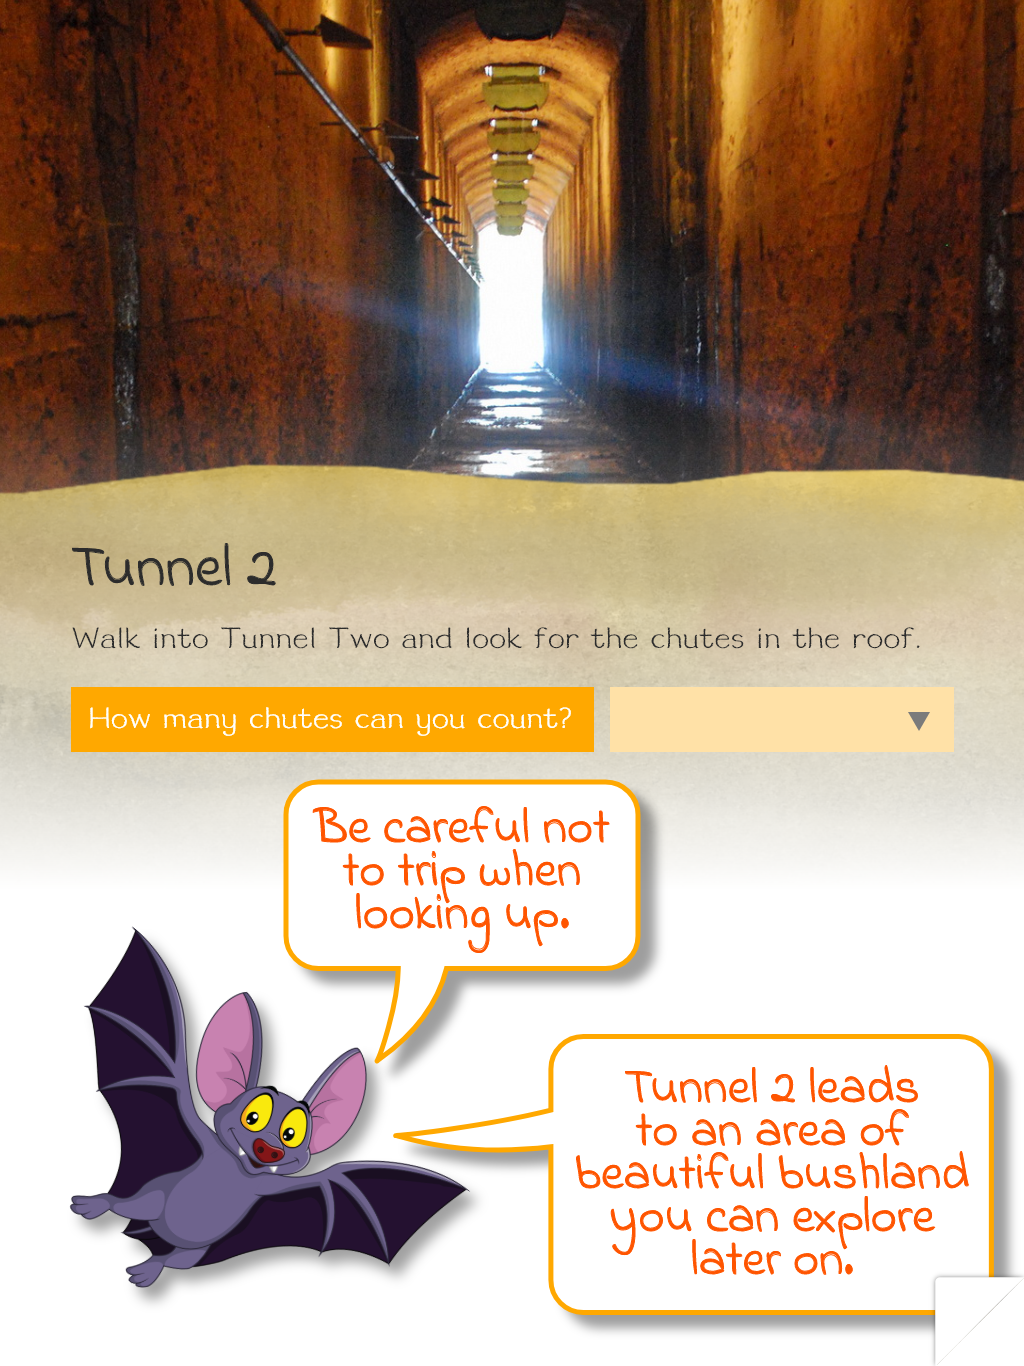 Tunnel 2
Walk into Tunnel Two and look for the chutes in the roof.
How many chutes can you count?
Be careful not
to trip when
looking up.
Tunnel 2 leads
to an area of
beautiful bushland
you can explore
later on.